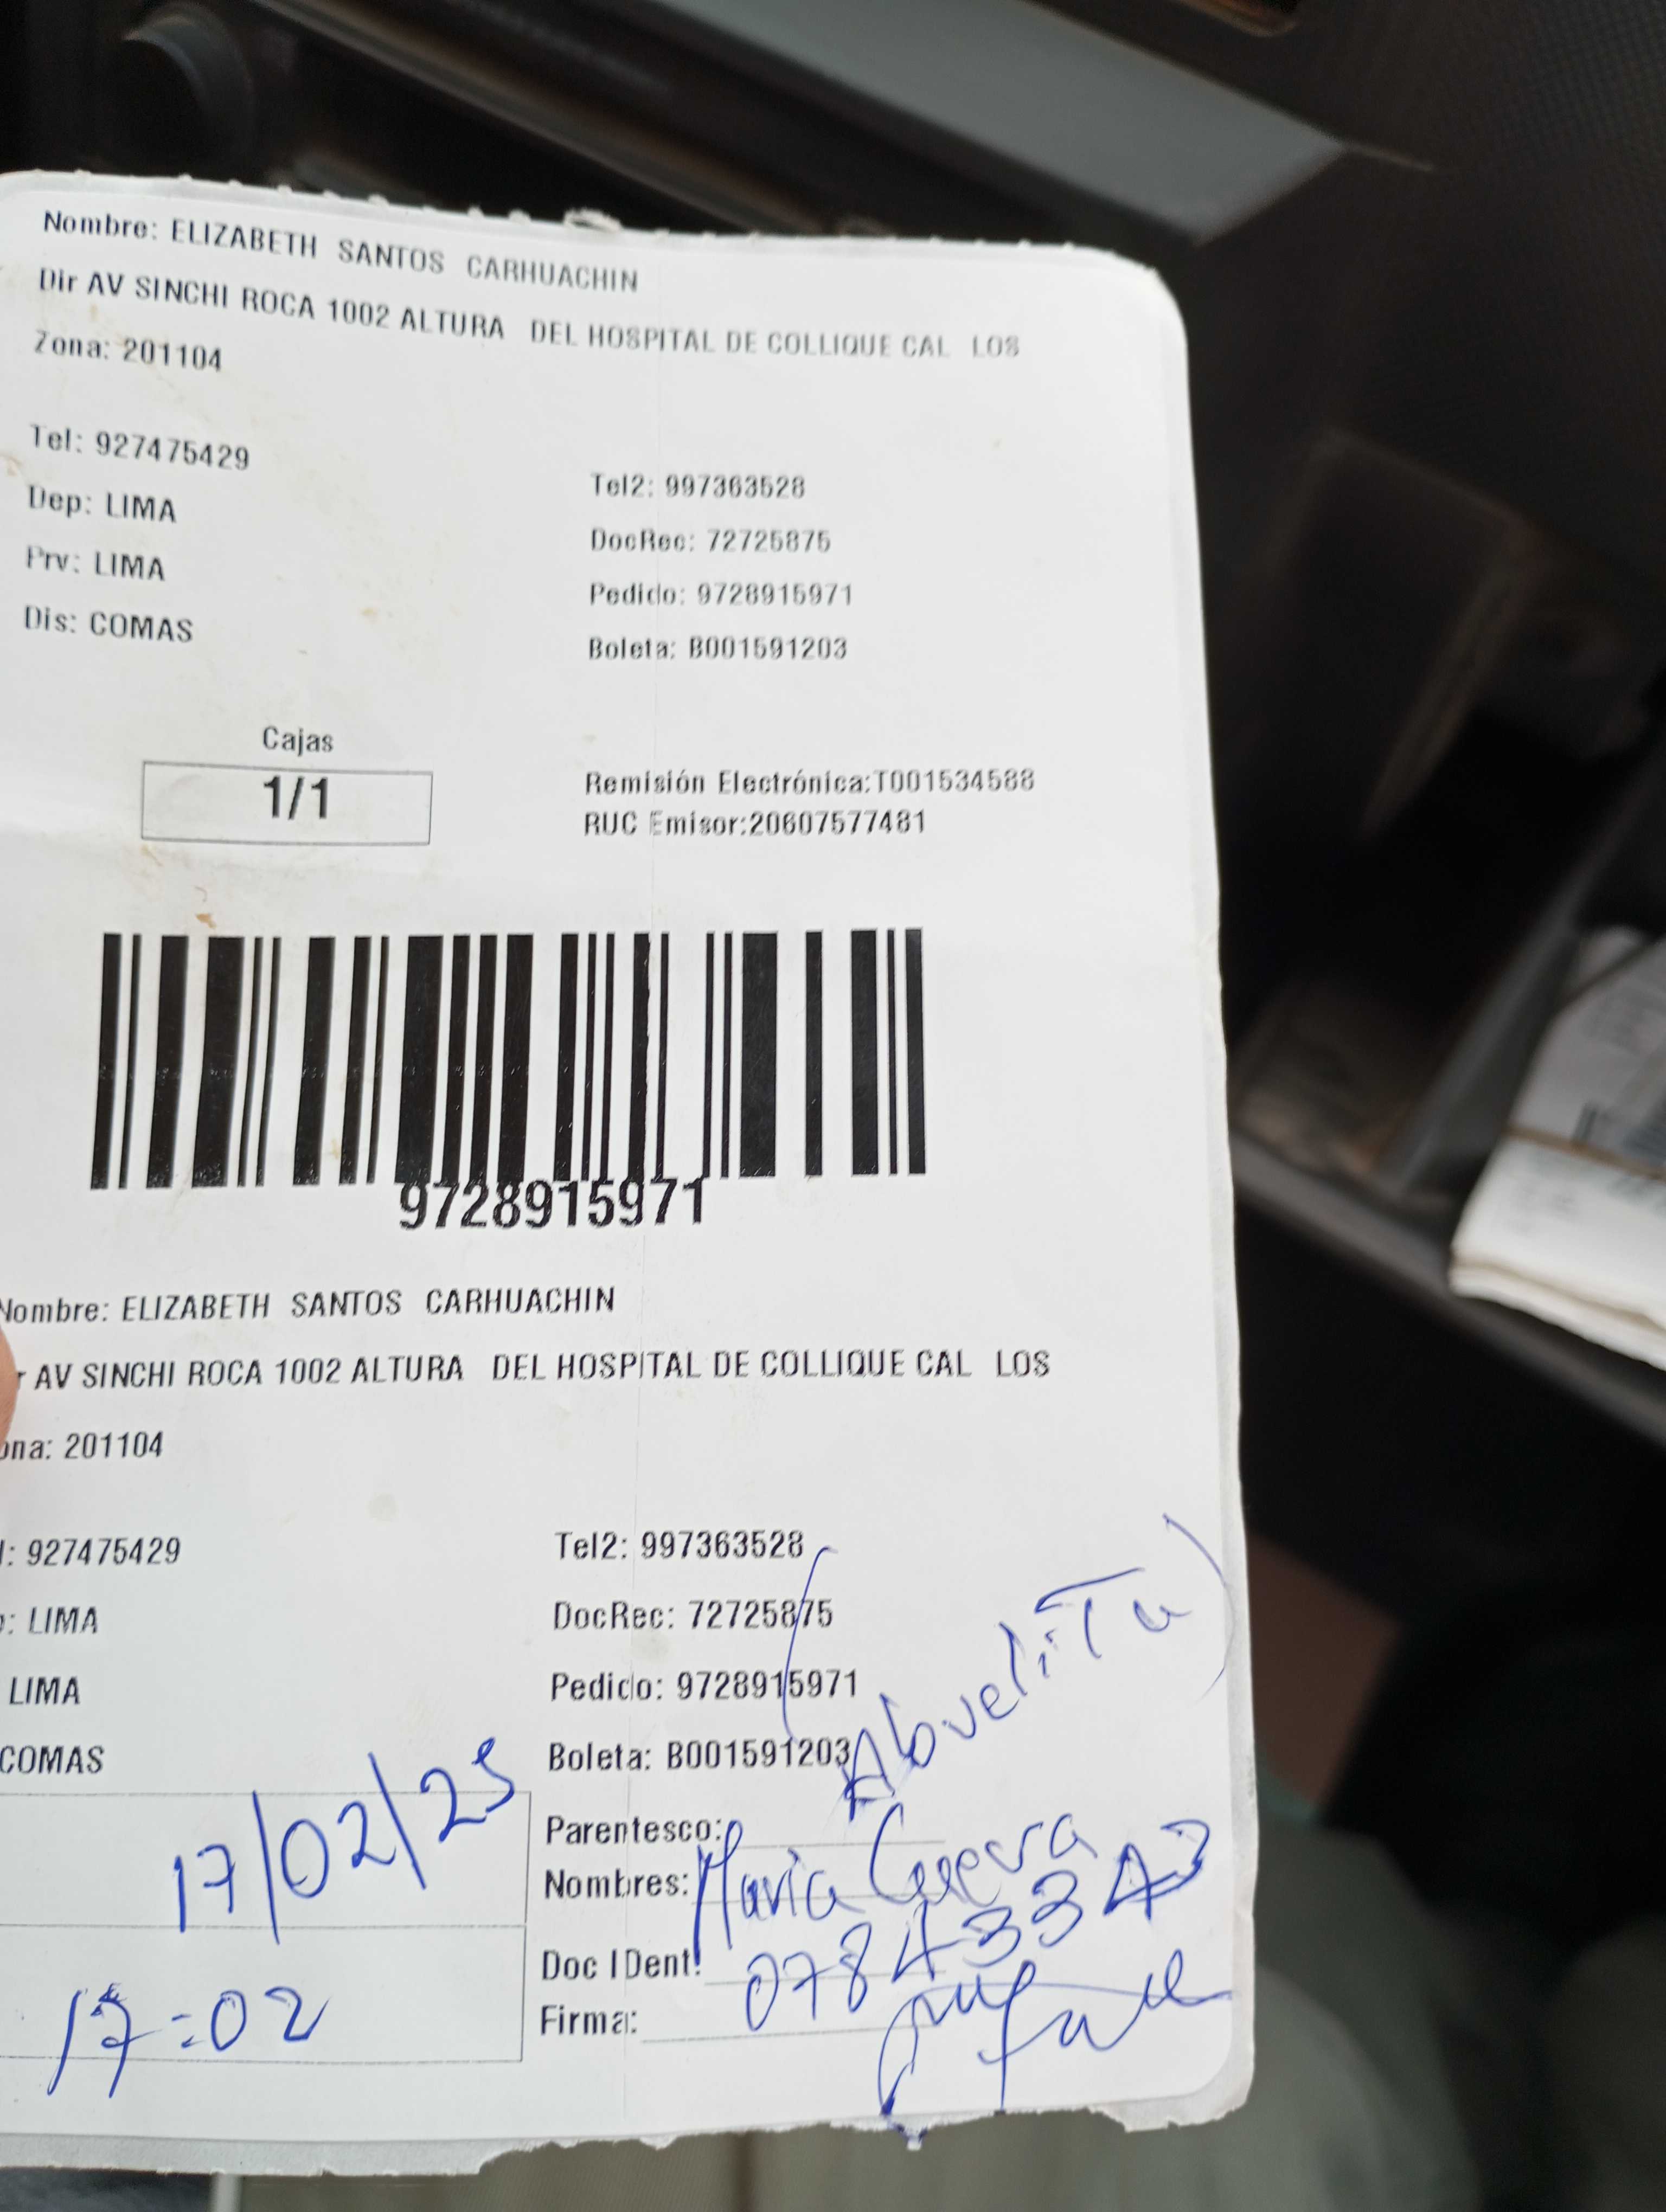 Nombre: ELIZABETH SANTOS CARHUACHIN
Dir AV SINCHI ROCA 1002 ALTURA DEL HOSPITAL DE COLLIQUE CAL LOS
Zona: 201104
Tel: 927475429
Tel2: 997363528
Dep: LIMA
DocRec: 72725875
Prv: LIMA
Pedido: 9728915971
Dis: COMAS
Boleta: B001591203
Cajas
1/1
Remisión Electrónica:T001534588
RUC Emisor:20607577481
9728915971
Nombre: ELIZABETH SANTOS CARHUACHIN
r AV SINCHI ROCA 1002 ALTURA DEL HOSPITAL DE COLLIQUE CAL LOS
ona: 201104
: 927475429
Tel2: 997363528
: LIMA
DocRec: 72725875
LIMA
Pedido: 9728915971
COMAS
Boleta: B001591203
(AbueliTa)
17/02/25
Parentesco:
Nombres: Maria Guerra
Doc IDent:
17:02
Firma: